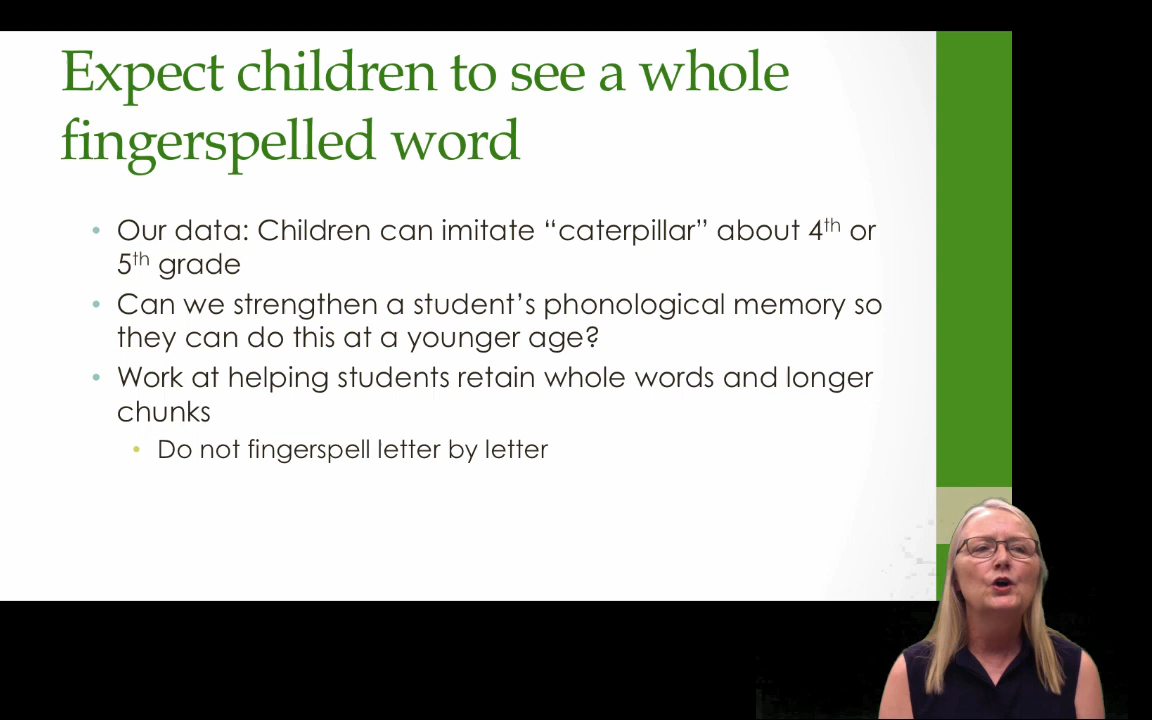 Expect children to see a whole
fingerspelled word
• Our data: Children can imitate “caterpillar” about 4th or
5th grade
• Can we strengthen a student’s phonological memory so
they can do this at a younger age?
• Work at helping students retain whole words and longer
chunks
• Do not fingerspell letter by letter